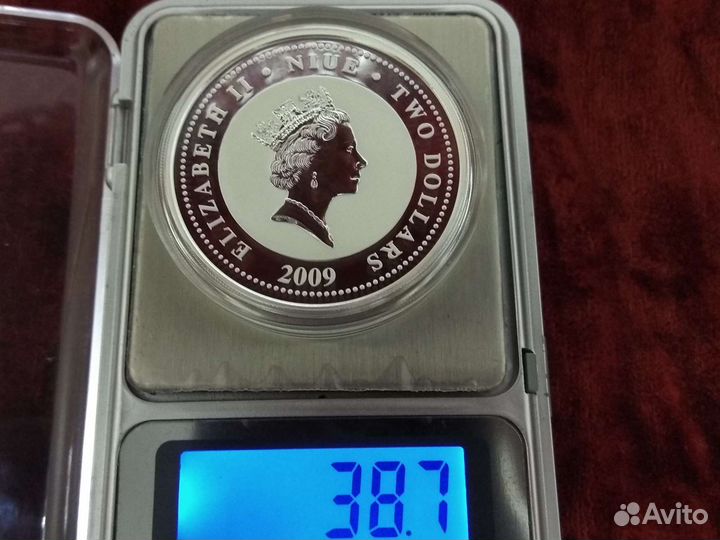 ELIZABETH II • NIUE • TWO DOLLARS
2009
38.7
Avito